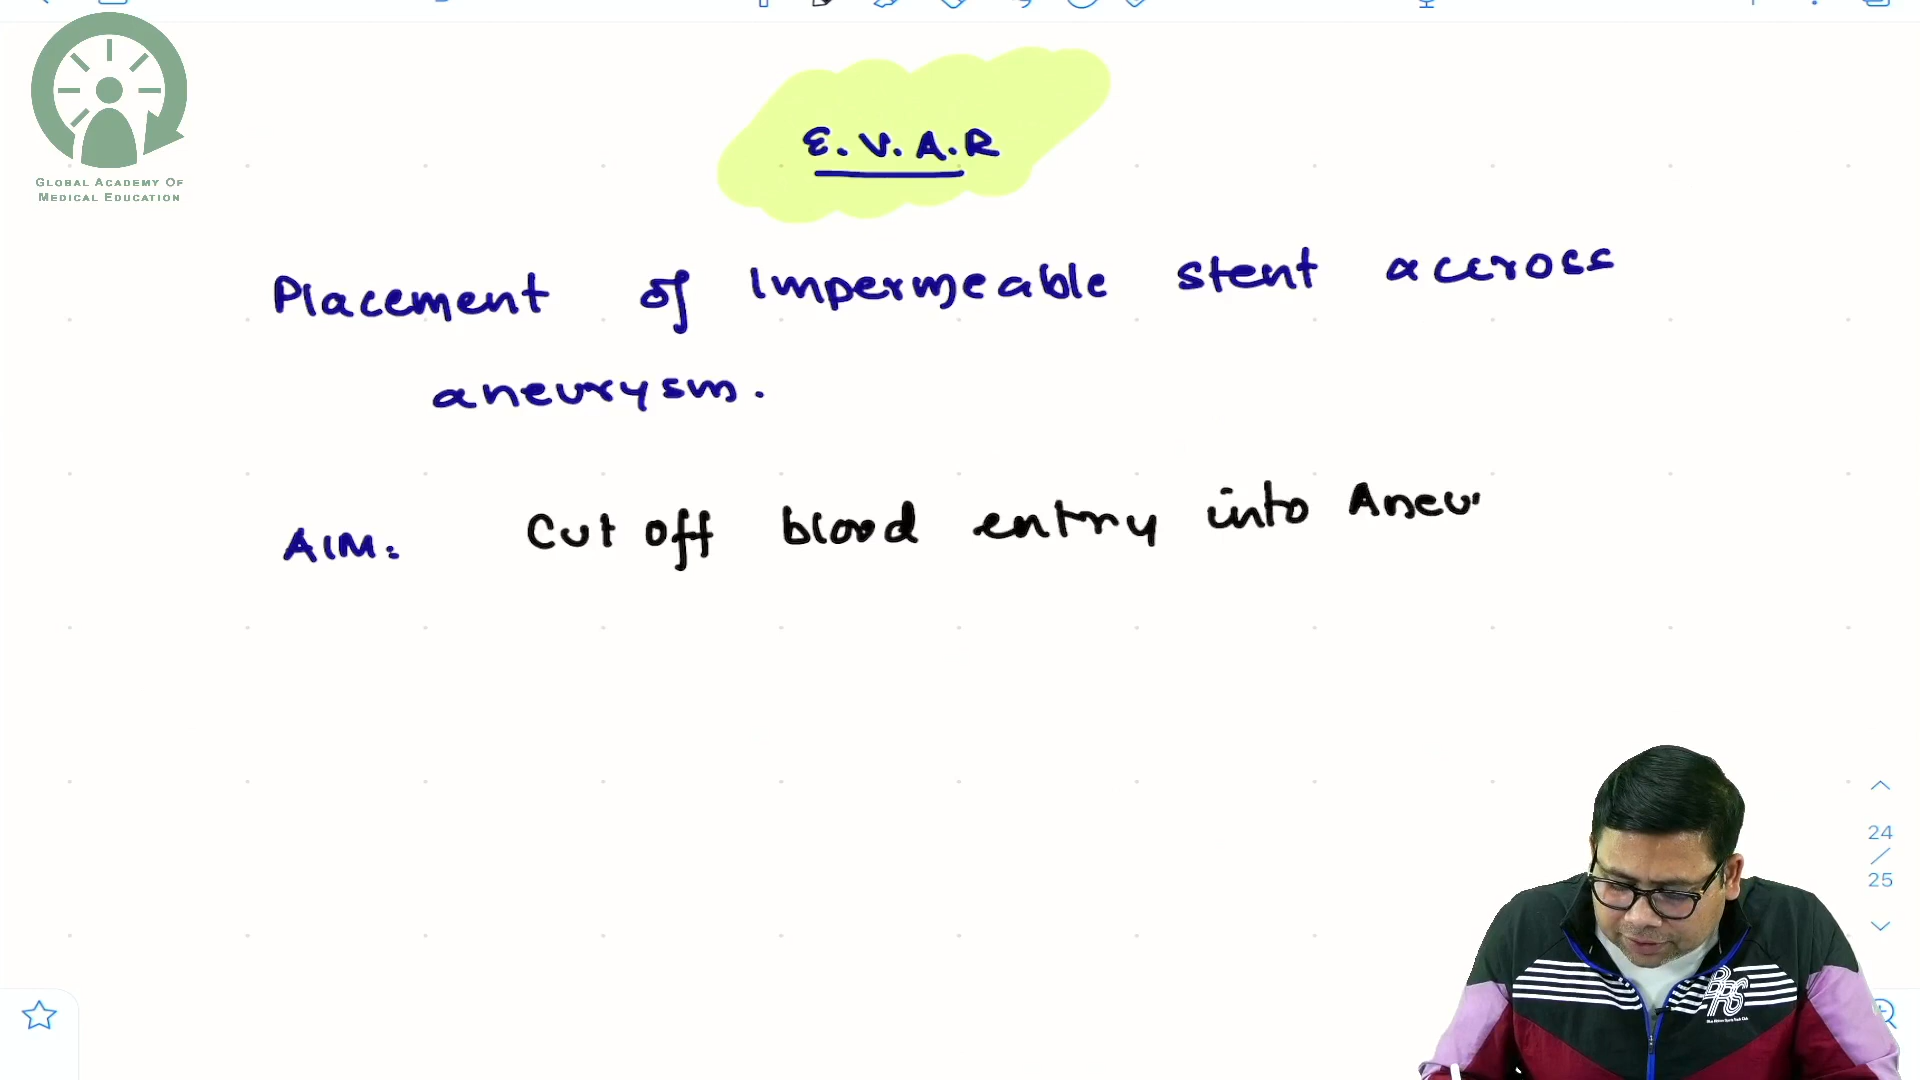 GLOBAL ACADEMY OF
MEDICAL EDUCATION
E.V.A.R
Placement of Impermeable stent accross
aneurysm.
AIM: Cut off blood entry into Aneu
24
/
25